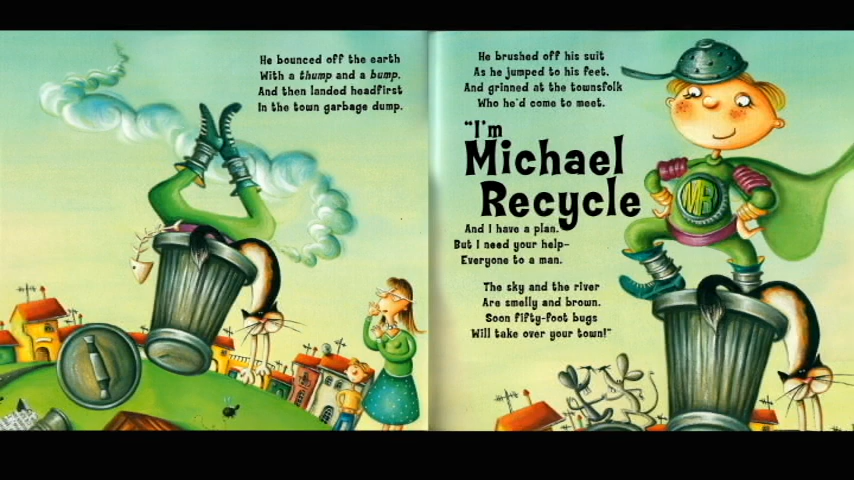 He bounced off the earth
With a thump and a bump,
And then landed headfirst
In the town garbage dump.
He brushed off his suit
As he jumped to his feet,
And grinned at the townsfolk
Who he'd come to meet.
"I'm
Michael
Recycle
And I have a plan.
But I need your help–
Everyone to a man.
The sky and the river
Are smelly and brown.
Soon fifty-foot bugs
Will take over your town!"
MR